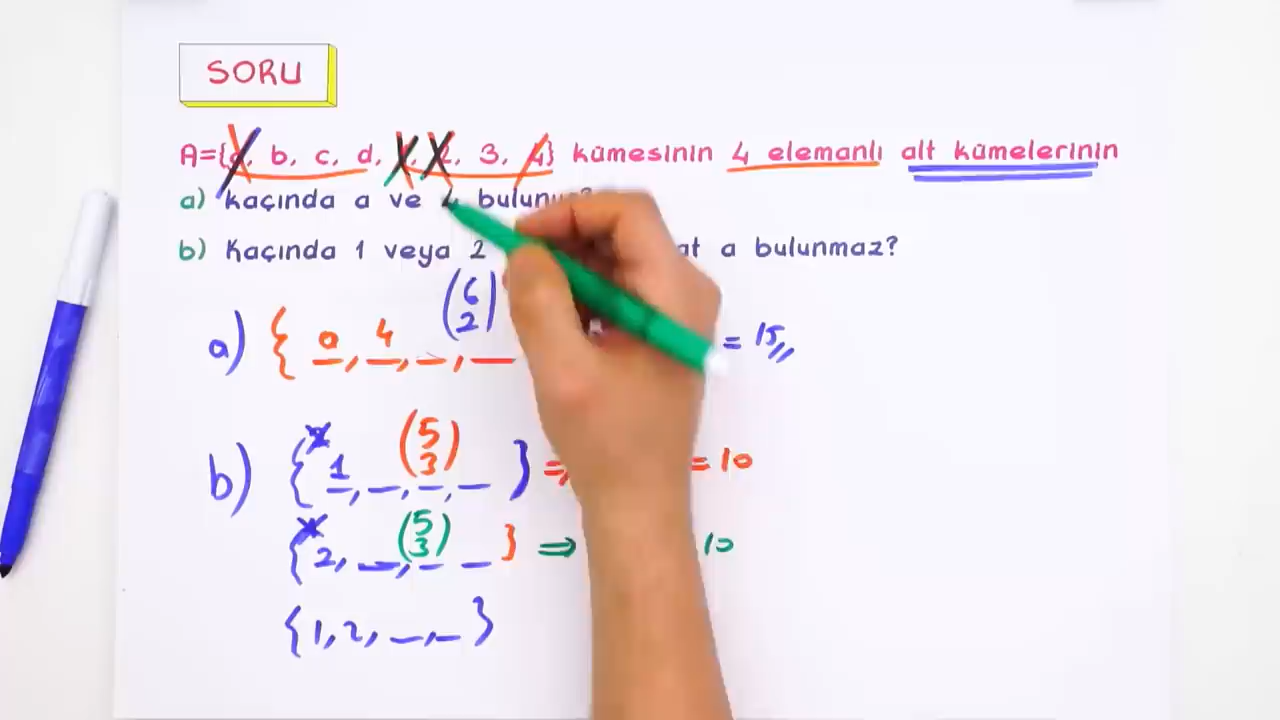 SORU
A={a, b, c, d, 1, 2, 3, 4} kümesinin 4 elemanlı alt kümelerinin
a) kaçında a ve 4 bulunur?
b) Kaçında 1 veya 2 at a bulunmaz?
a) { a, 4, _, _ (6 2) = 15
b) { 1, _, _, _ } (5 3) ⇒ = 10
{ 2, _, _, _ } (5 3) ⇒ 10
{1, 2, _, _ }